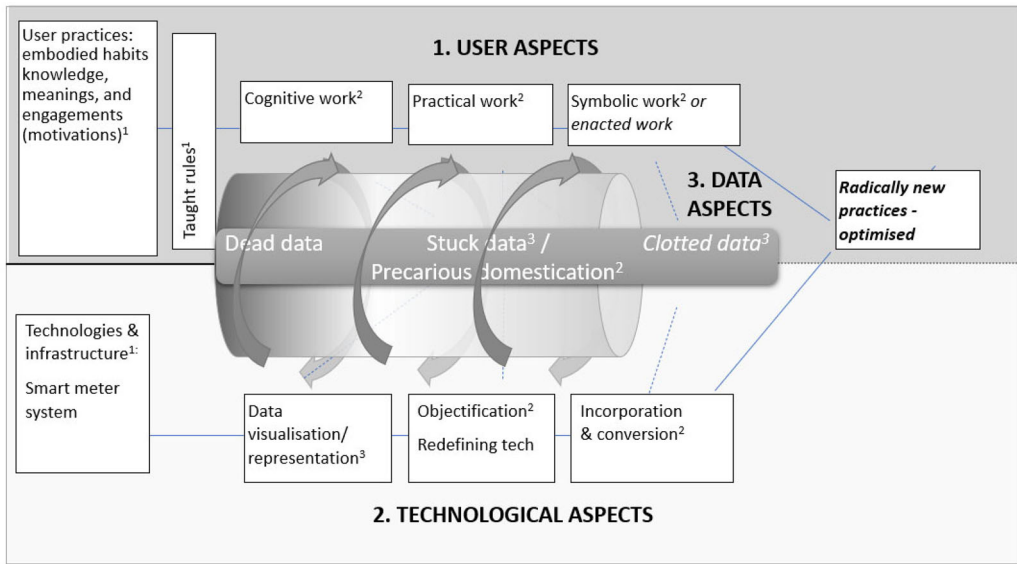 User practices:
embodied habits
knowledge,
meanings, and
engagements
(motivations)¹
Taught rules¹
1. USER ASPECTS
Cognitive work²
Practical work²
Symbolic work² or
enacted work
3. DATA
ASPECTS
Radically new
practices -
optimised
Dead data
Stuck data³ /
Precarious domestication²
Clotted data³
Technologies &
infrastructure¹:
Smart meter
system
Data
visualisation/
representation³
Objectification²
Redefining tech
Incorporation
& conversion²
2. TECHNOLOGICAL ASPECTS